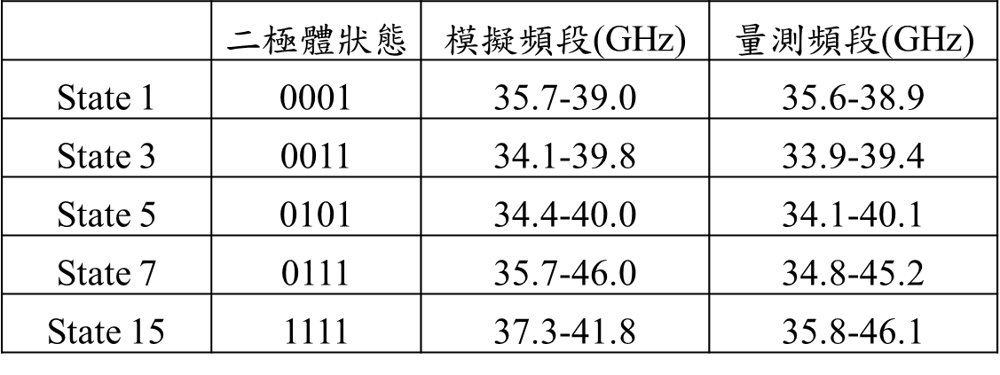 二極體狀態 模擬頻段(GHz) 量測頻段(GHz)
State 1 0001 35.7-39.0 35.6-38.9
State 3 0011 34.1-39.8 33.9-39.4
State 5 0101 34.4-40.0 34.1-40.1
State 7 0111 35.7-46.0 34.8-45.2
State 15 1111 37.3-41.8 35.8-46.1